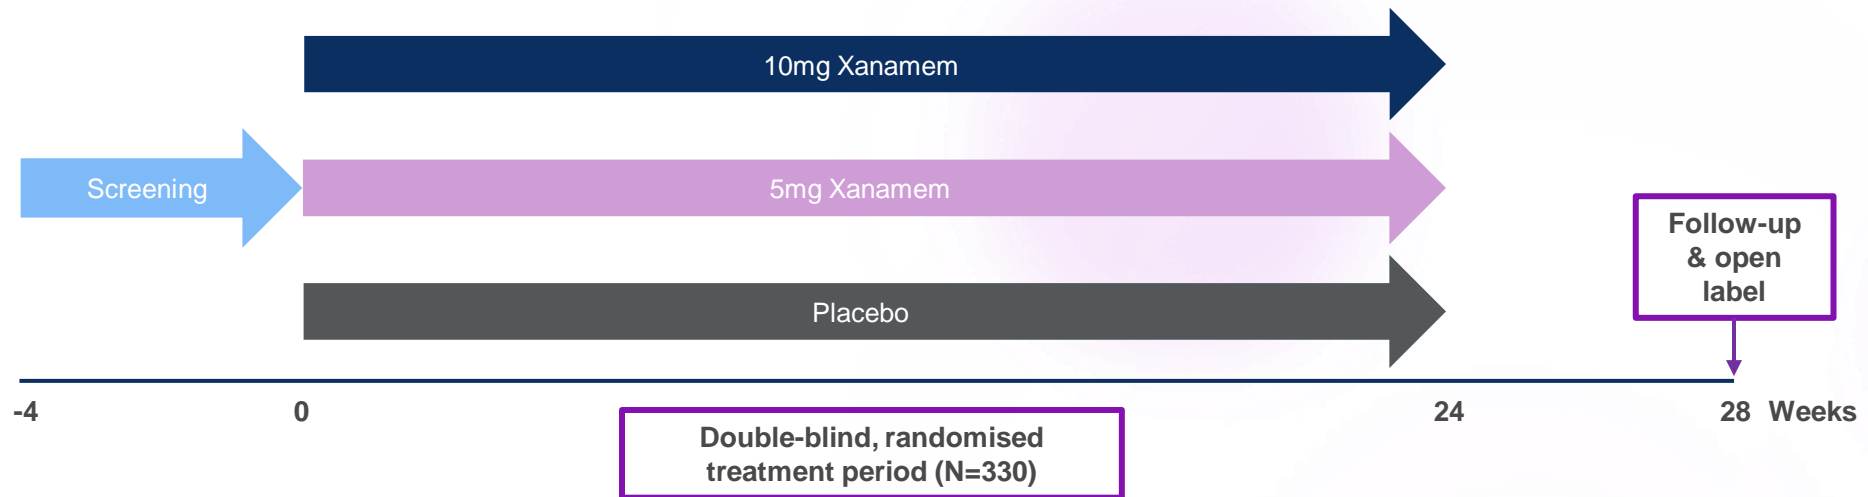 10mg Xanamem
Screening
5mg Xanamem
Follow-up
& open
label
Placebo
-4
0
24
28 Weeks
Double-blind, randomised
treatment period (N=330)